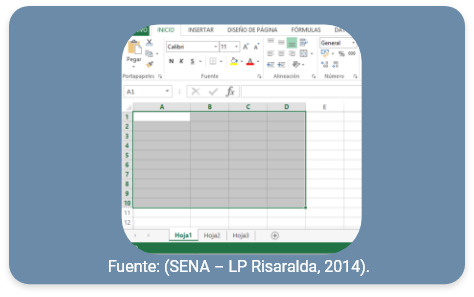 INICIO INSERTAR DISEÑO DE PÁGINA FÓRMULAS
Calibri 11 A A General
Pegar N K S A %
Portapapeles Fuente Alineación Número
A1 fx
A B C D E
1
2
3
4
5
6
7
8
9
10
11
12
Hoja1 Hoja2 Hoja3
Fuente: (SENA – LP Risaralda, 2014).